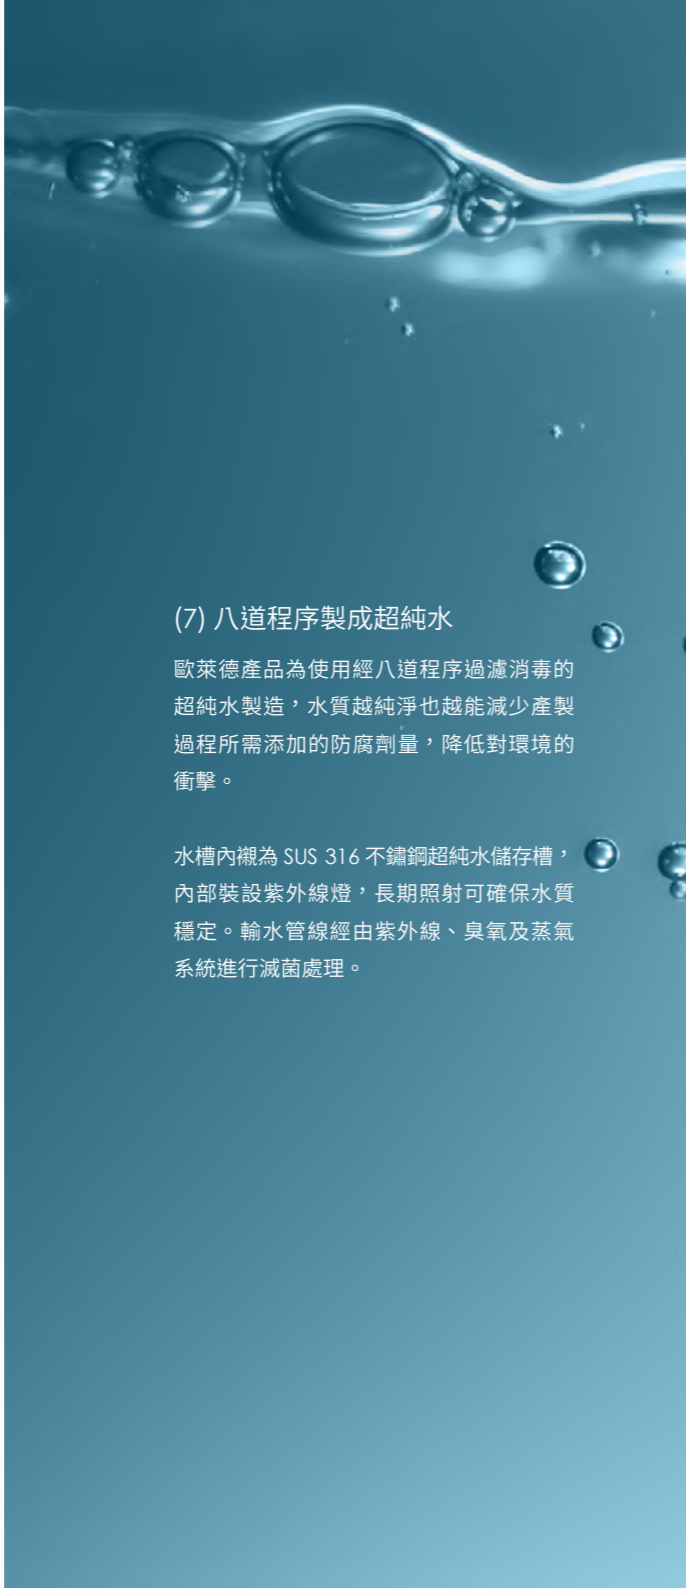 (7) 八道程序製成超純水
歐萊德產品為使用經八道程序過濾消毒的
超純水製造，水質越純淨也越能減少產製
過程所需添加的防腐劑量，降低對環境的
衝擊。
水槽內襯為 SUS 316 不鏽鋼超純水儲存槽，
內部裝設紫外線燈，長期照射可確保水質
穩定。輸水管線經由紫外線、臭氧及蒸氣
系統進行滅菌處理。